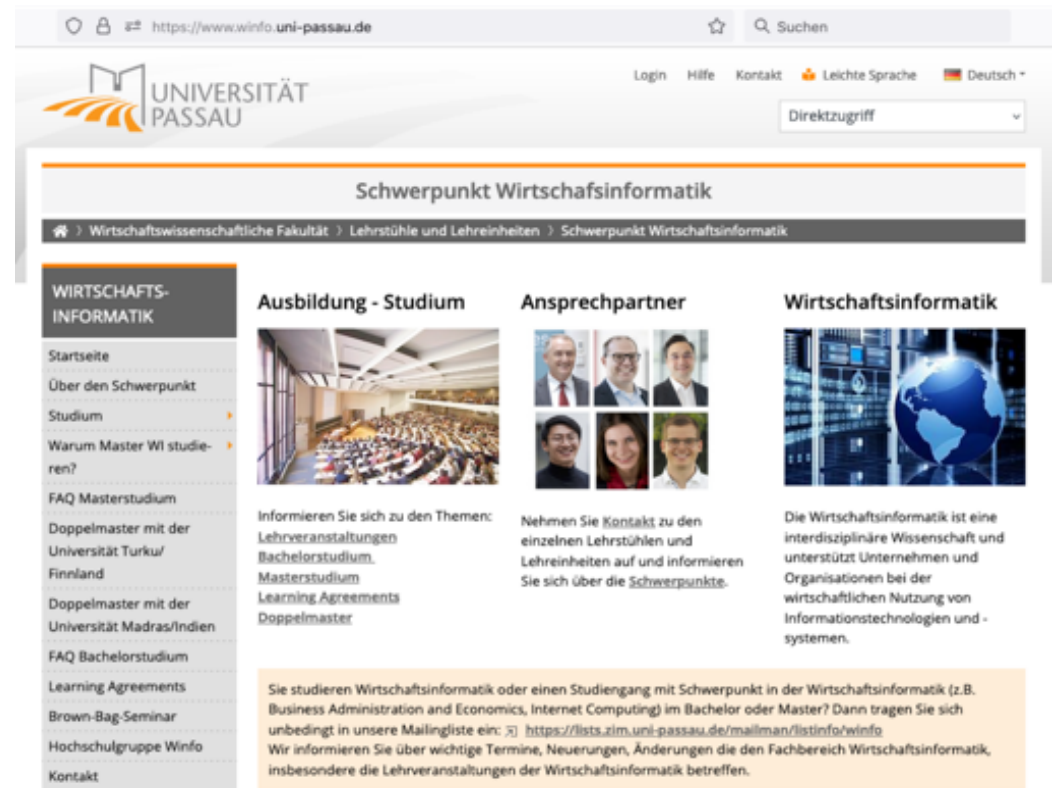 https://www.winfo.uni-passau.de
Suchen
UNIVERSITÄT
PASSAU
Login Hilfe Kontakt Leichte Sprache Deutsch
Direktzugriff
Schwerpunkt Wirtschafsinformatik
Wirtschaftswissenschaftliche Fakultät > Lehrstühle und Lehreinheiten > Schwerpunkt Wirtschaftsinformatik
WIRTSCHAFTS-
INFORMATIK
Startseite
Über den Schwerpunkt
Studium
Warum Master WI studie-
ren?
FAQ Masterstudium
Doppelmaster mit der
Universität Turku/
Finnland
Doppelmaster mit der
Universität Madras/Indien
FAQ Bachelorstudium
Learning Agreements
Brown-Bag-Seminar
Hochschulgruppe Winfo
Kontakt
Ausbildung - Studium
Informieren Sie sich zu den Themen:
Lehrveranstaltungen
Bachelorstudium
Masterstudium
Learning Agreements
Doppelmaster
Ansprechpartner
Nehmen Sie Kontakt zu den
einzelnen Lehrstühlen und
Lehreinheiten auf und informieren
Sie sich über die Schwerpunkte.
Wirtschaftsinformatik
Die Wirtschaftsinformatik ist eine
interdisziplinäre Wissenschaft und
unterstützt Unternehmen und
Organisationen bei der
wirtschaftlichen Nutzung von
Informationstechnologien und -
systemen.
Sie studieren Wirtschaftsinformatik oder einen Studiengang mit Schwerpunkt in der Wirtschaftsinformatik (z.B.
Business Administration and Economics, Internet Computing) im Bachelor oder Master? Dann tragen Sie sich
unbedingt in unsere Mailingliste ein: https://lists.zim.uni-passau.de/mailman/listinfo/winfo
Wir informieren Sie über wichtige Termine, Neuerungen, Änderungen die den Fachbereich Wirtschaftsinformatik,
insbesondere die Lehrveranstaltungen der Wirtschaftsinformatik betreffen.